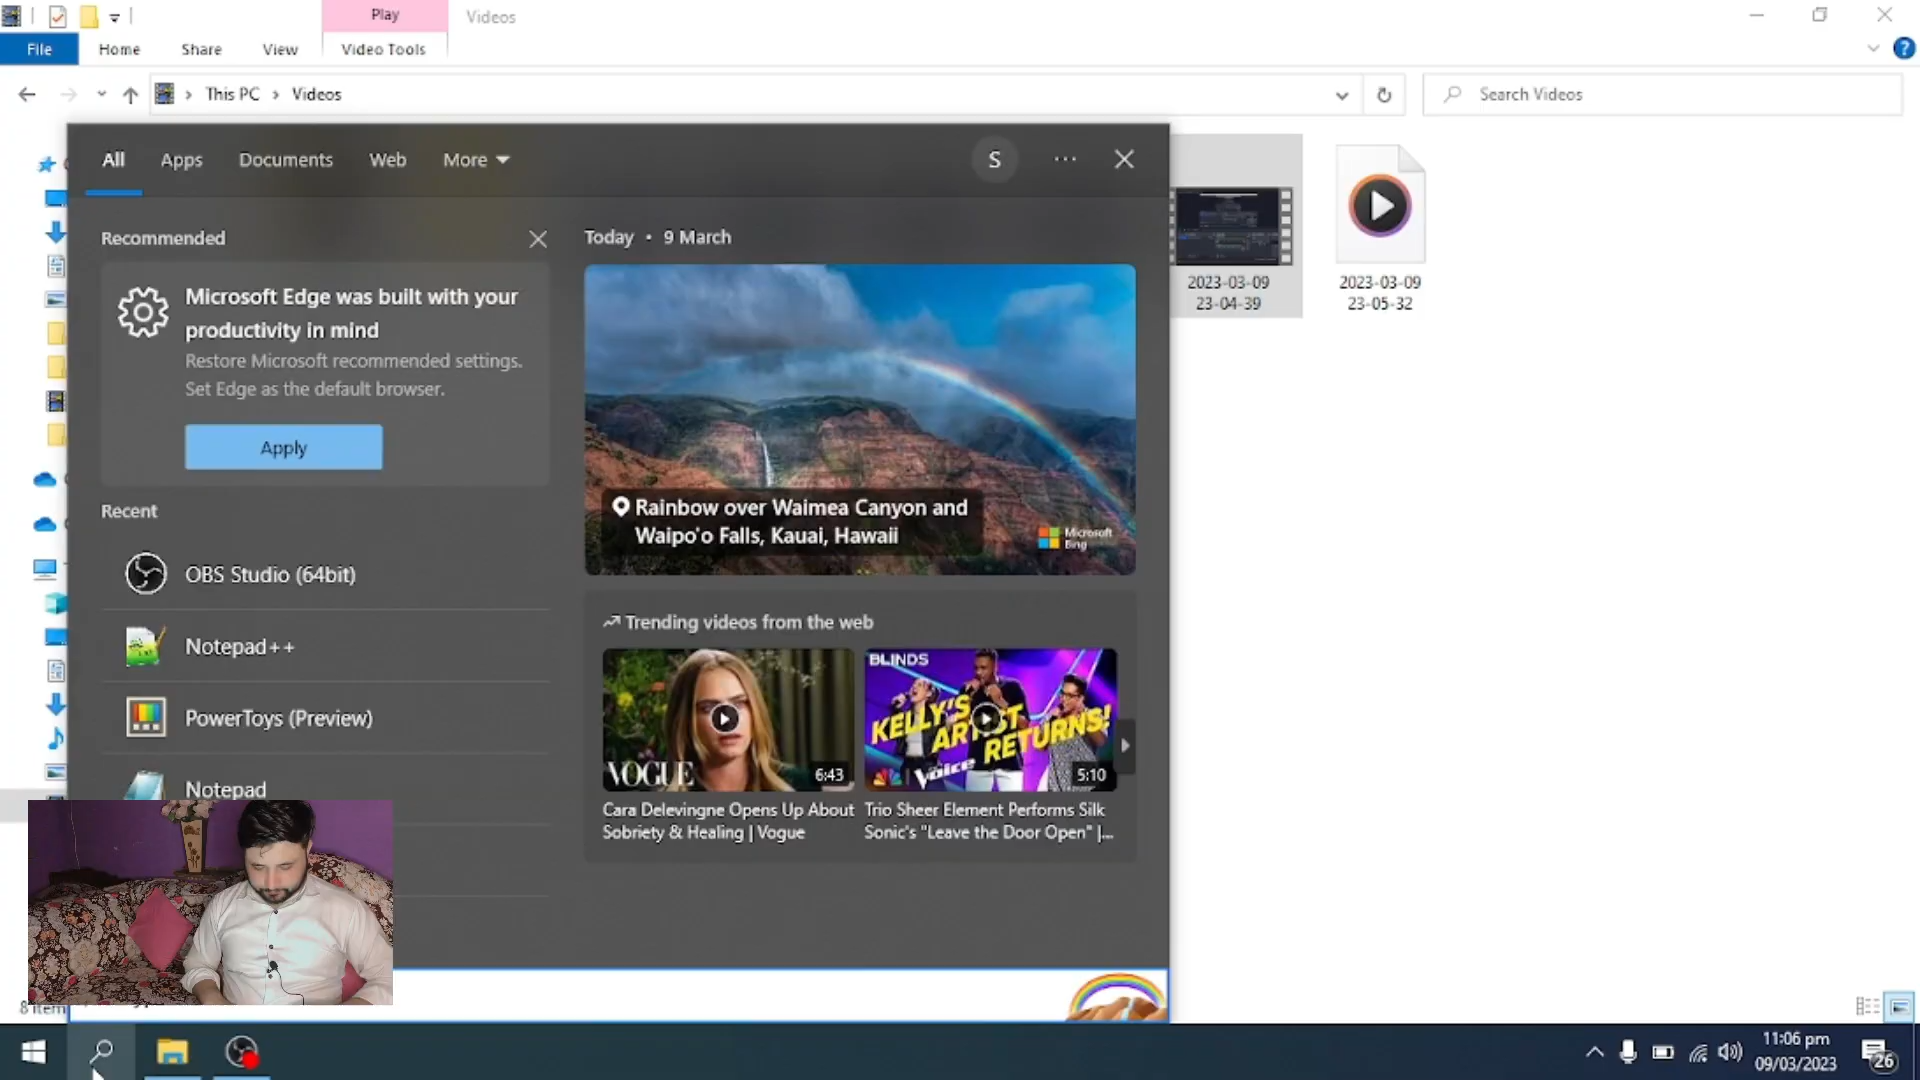 Play
Videos
File
Home
Share
View
Video Tools
This PC
Videos
Search Videos
All
Apps
Documents
Web
More
S
Recommended
Microsoft Edge was built with your
productivity in mind
Restore Microsoft recommended settings.
Set Edge as the default browser.
Apply
Recent
OBS Studio (64bit)
Notepad++
PowerToys (Preview)
Notepad
Today • 9 March
Rainbow over Waimea Canyon and
Waipo'o Falls, Kauai, Hawaii
Microsoft
Bing
Trending videos from the web
VOGUE
6:43
Cara Delevingne Opens Up About
Sobriety & Healing | Vogue
BLINDS
KELLY'S
ARTIST
RETURNS!
The Voice
5:10
Trio Sheer Element Performs Silk
Sonic's "Leave the Door Open" |...
2023-03-09
23-04-39
2023-03-09
23-05-32
8 item
11:06 pm
09/03/2023
26